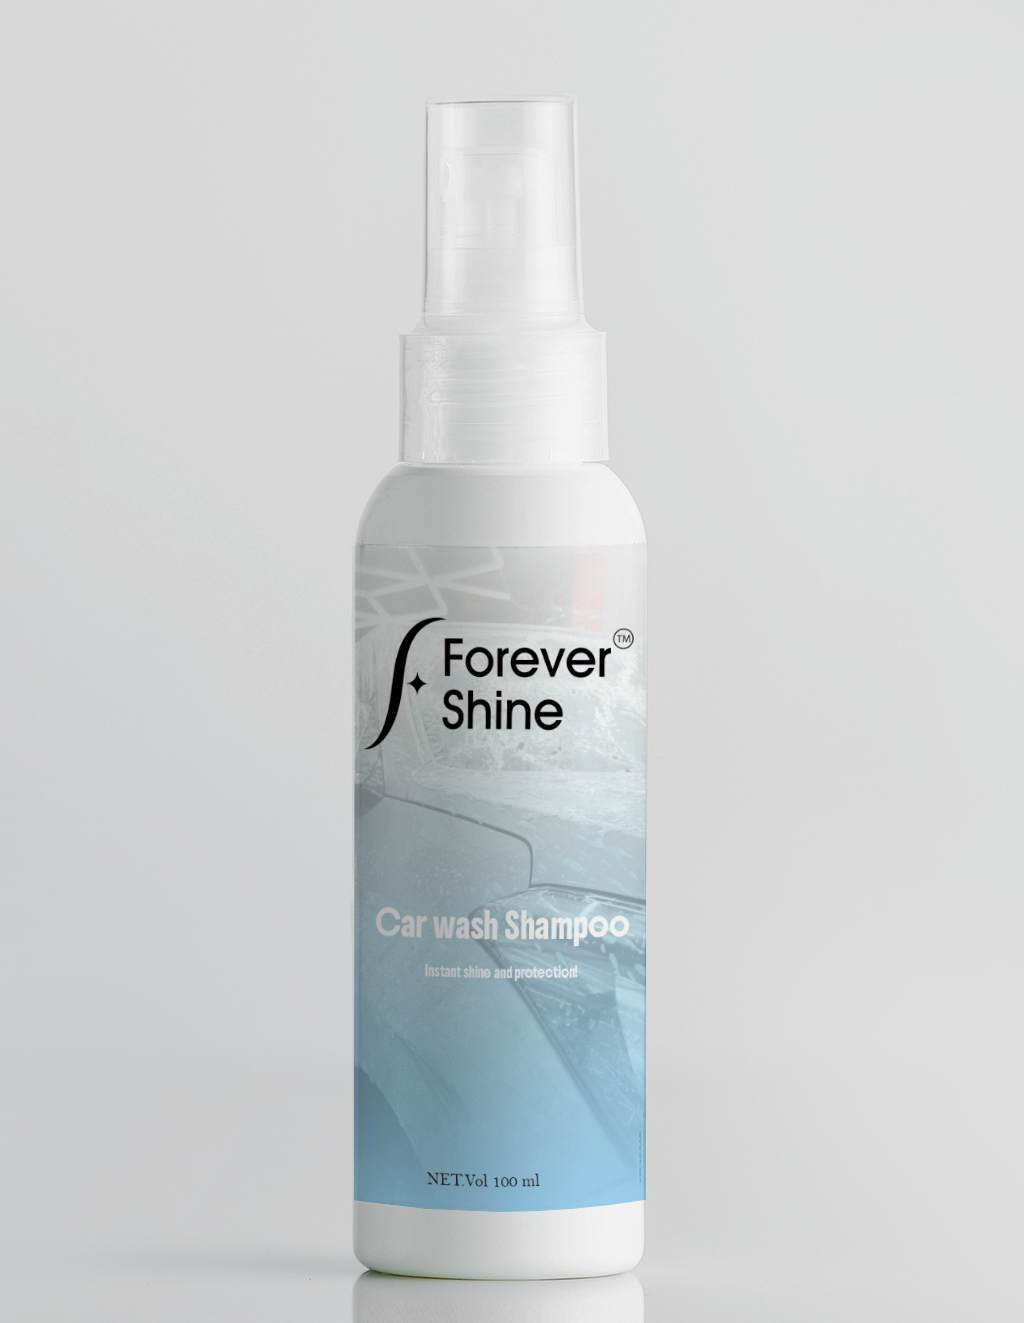 Forever™
Shine
Car wash Shampoo
Instant shine and protection!
NET.Vol 100 ml